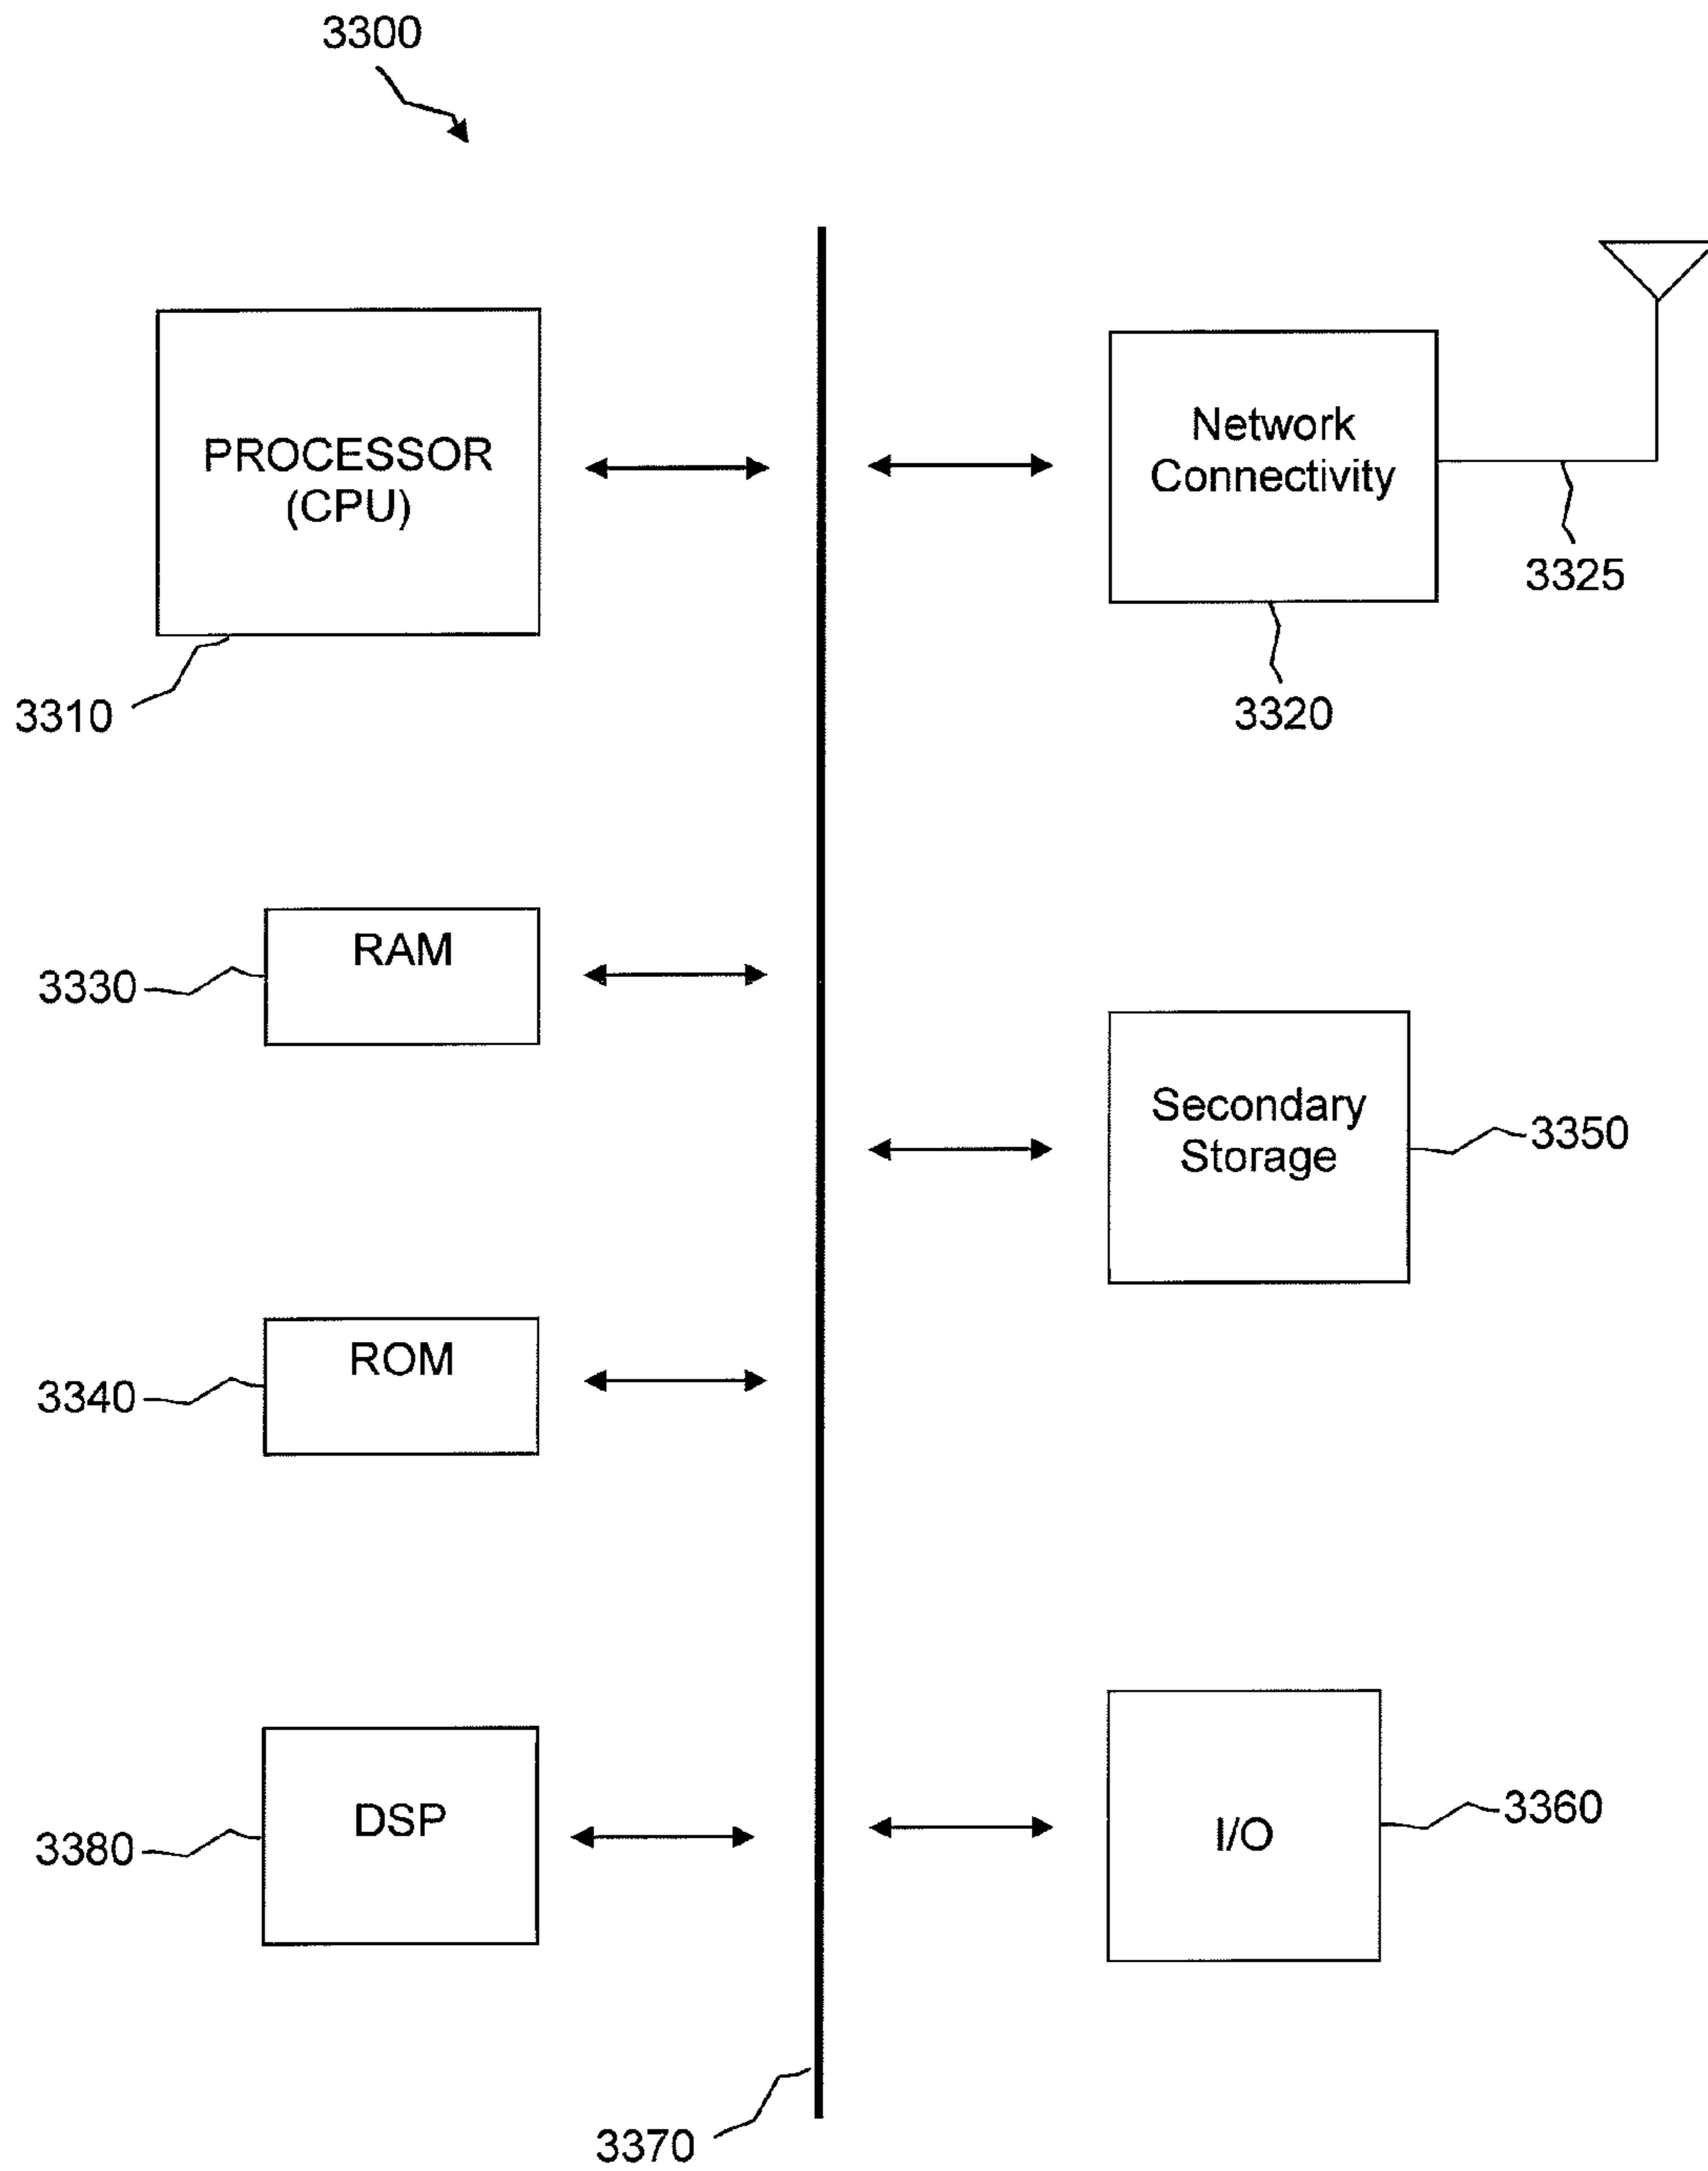 3300
PROCESSOR
(CPU)
3310
Network
Connectivity
3325
3320
RAM
3330
Secondary
Storage
3350
ROM
3340
DSP
3380
I/O
3360
3370